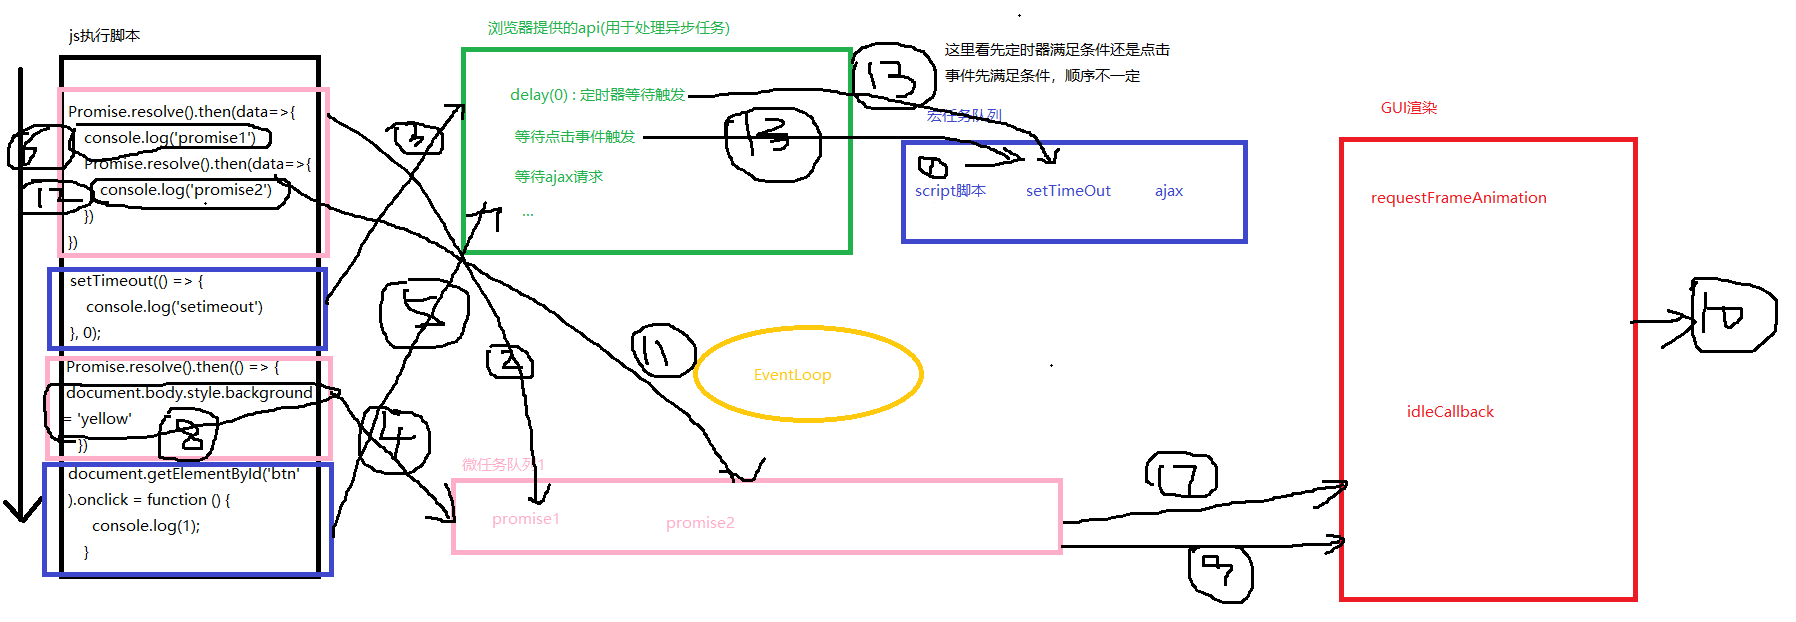 js执行脚本
Promise.resolve().then(data=>{
console.log('promise1')
Promise.resolve().then(data=>{
console.log('promise2')
})
})
setTimeout(() => {
console.log('setimeout')
}, 0);
Promise.resolve().then(() => {
document.body.style.background
= 'yellow'
})
document.getElementById('btn'
).onclick = function () {
console.log(1);
}
浏览器提供的api(用于处理异步任务)
delay(0) : 定时器等待触发
等待点击事件触发
等待ajax请求
...
这里看先定时器满足条件还是点击
事件先满足条件，顺序不一定
宏任务队列
script脚本
setTimeOut
ajax
EventLoop
微任务队列1
promise1
promise2
GUI渲染
requestFrameAnimation
idleCallback
2
3
4
5
8
9
11
12
13
13